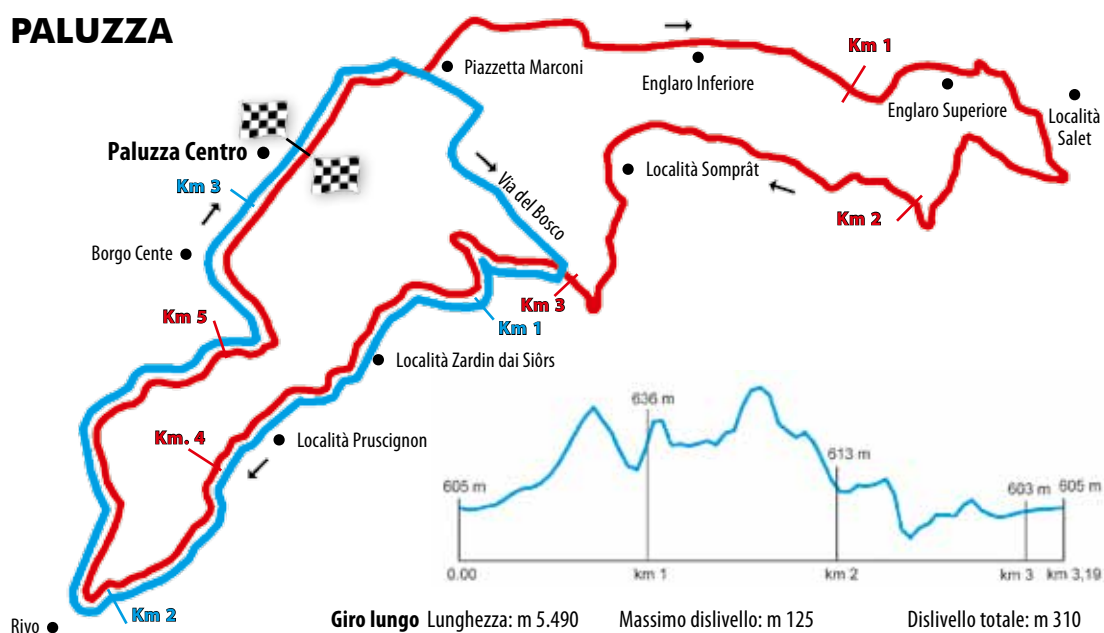 PALUZZA
Piazzetta Marconi
Englaro Inferiore
Km 1
Englaro Superiore
Località
Salet
Paluzza Centro
Km 3
Via del Bosco
Località Somprât
Km 2
Borgo Cente
Km 3
Km 1
Km 5
Località Zardin dai Siôrs
Km. 4
Località Pruscignon
Km 2
Rivo
605 m
636 m
613 m
603 m
605 m
0.00
km 1
km 2
km 3
km 3,19
Giro lungo Lunghezza: m 5.490 Massimo dislivello: m 125 Dislivello totale: m 310